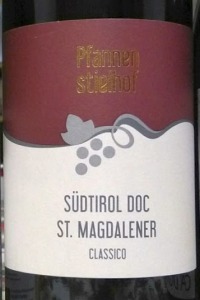 Pfannen
stielhof
SÜDTIROL DOC
ST. MAGDALENER
CLASSICO